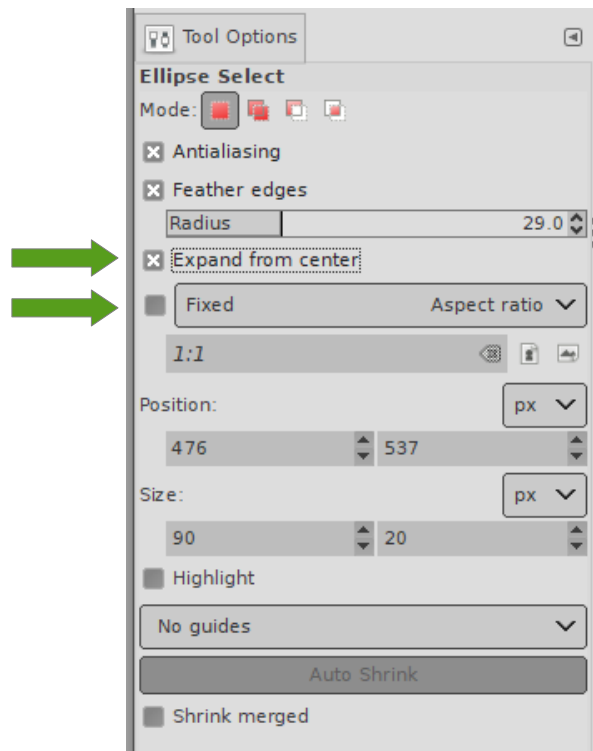 Tool Options
Ellipse Select
Mode:
Antialiasing
Feather edges
Radius 29.0
Expand from center
Fixed Aspect ratio
1:1
Position: px
476 537
Size: px
90 20
Highlight
No guides
Auto Shrink
Shrink merged